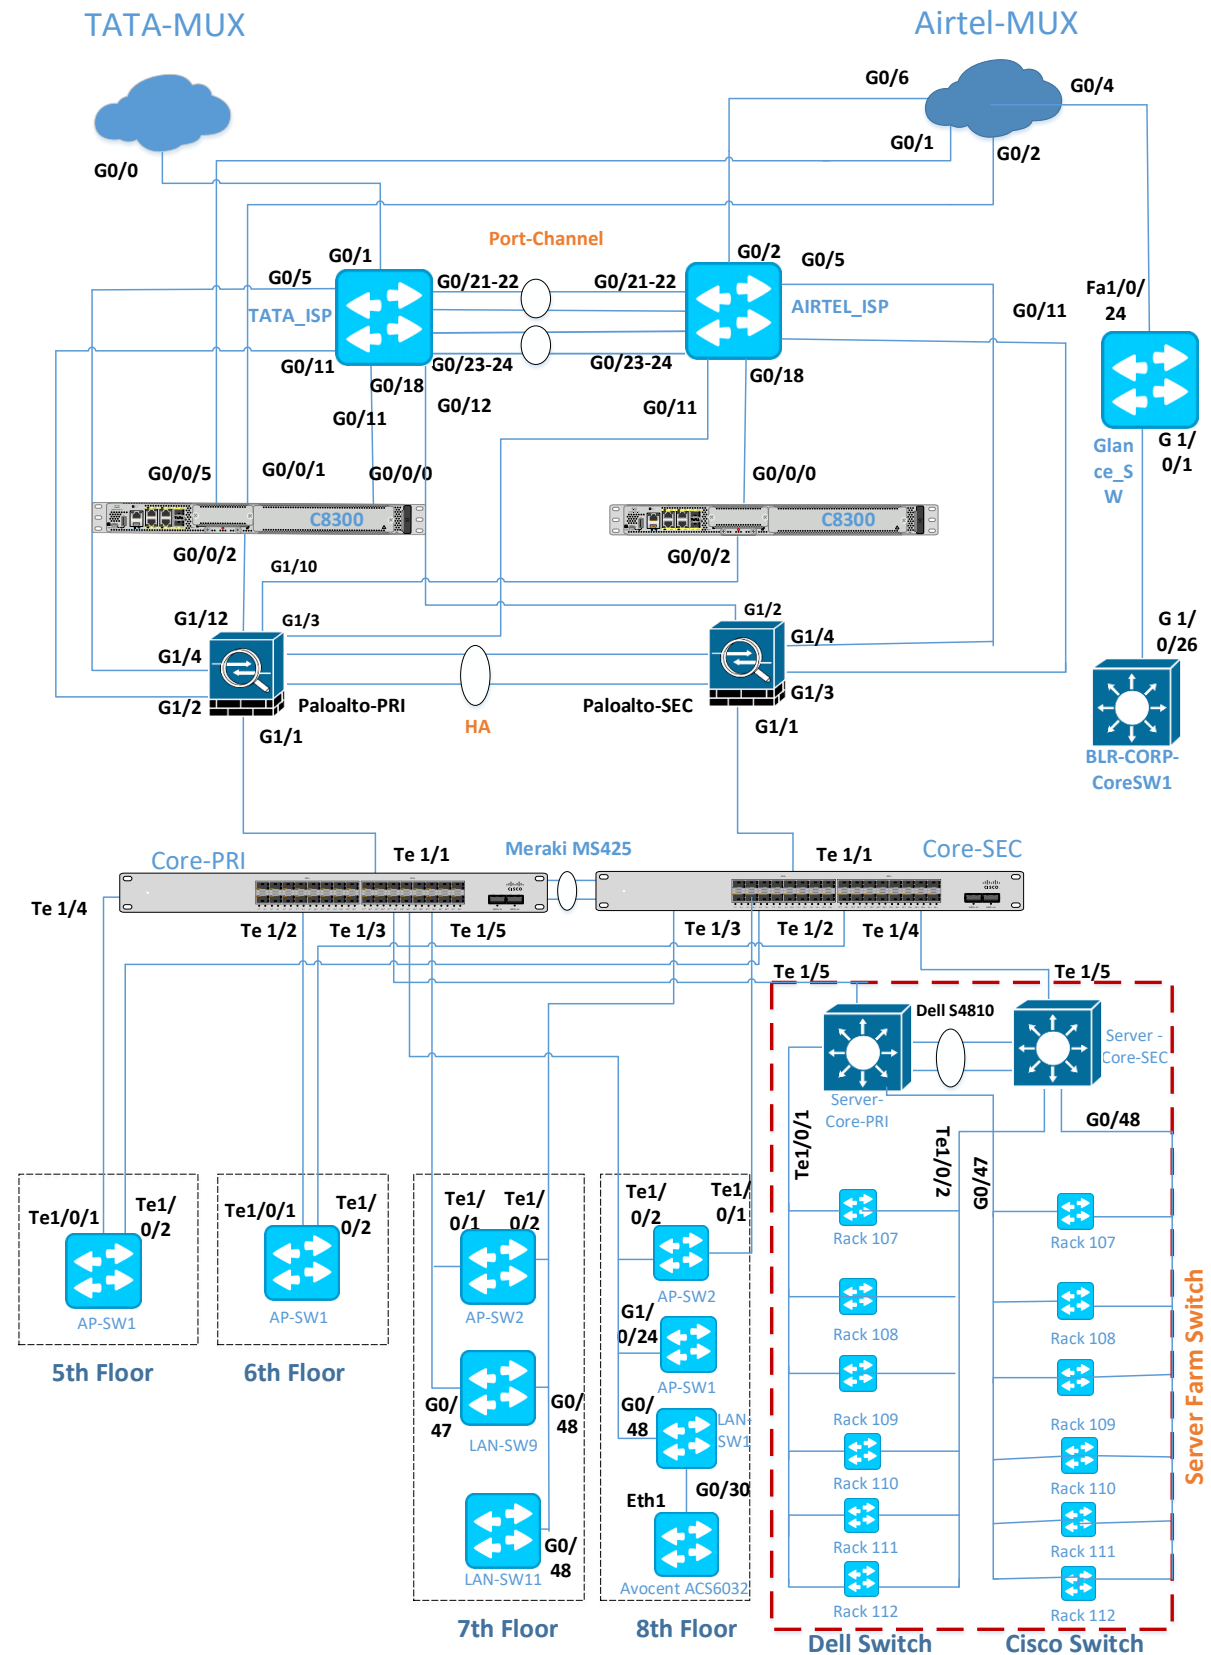 TATA-MUX
Airtel-MUX
G0/6
G0/4
G0/1
G0/2
G0/0
Port-Channel
G0/1
G0/2
G0/5
G0/5
G0/21-22
G0/21-22
Fa1/0/
24
TATA_ISP
AIRTEL_ISP
G0/11
G0/11
G0/23-24
G0/23-24
G0/18
G0/18
G0/12
G0/11
G0/11
Glan
ce_S
W
G 1/
0/1
G0/0/5
G0/0/1
G0/0/0
G0/0/0
C8300
C8300
G0/0/2
G0/0/2
G1/10
G1/12
G1/3
G1/2
G1/4
G1/4
G 1/
0/26
G1/2
Paloalto-PRI
Paloalto-SEC
G1/3
HA
G1/1
G1/1
BLR-CORP-
CoreSW1
Core-PRI
Te 1/1
Meraki MS425
Te 1/1
Core-SEC
cisco
cisco
Te 1/4
Te 1/2
Te 1/3
Te 1/5
Te 1/3
Te 1/2
Te 1/4
Te 1/5
Te 1/5
Dell S4810
Server -
Core-SEC
Server-
Core-PRI
Te1/0/1
Te1/0/2
G0/47
G0/48
Te1/0/1
Te1/
0/2
Te1/0/1
Te1/
0/2
Te1/
0/1
Te1/
0/2
Te1/
0/2
Te1/
0/1
AP-SW1
AP-SW1
AP-SW2
AP-SW2
5th Floor
6th Floor
G1/
0/24
AP-SW1
G0/
47
G0/
48
LAN-SW9
G0/
48
LAN-
SW1
Eth1
G0/30
G0/
48
LAN-SW11
Avocent ACS6032
7th Floor
8th Floor
Rack 107
Rack 107
Rack 108
Rack 108
Rack 109
Rack 109
Rack 110
Rack 110
Rack 111
Rack 111
Rack 112
Rack 112
Server Farm Switch
Dell Switch
Cisco Switch